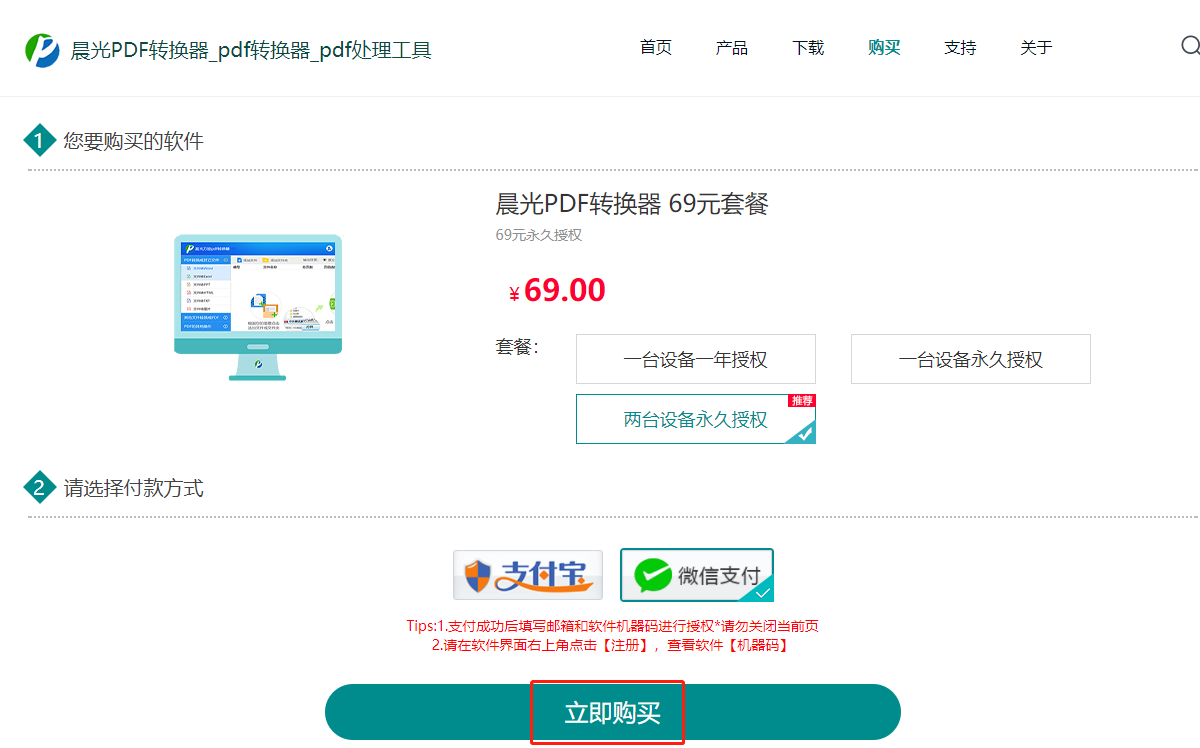 晨光PDF转换器_pdf转换器_pdf处理工具
首页 产品 下载 购买 支持 关于
1 您要购买的软件
晨光PDF转换器 69元套餐
69元永久授权
¥69.00
套餐：
一台设备一年授权 一台设备永久授权
推荐
两台设备永久授权
2 请选择付款方式
支付宝 微信支付
Tips:1.支付成功后填写邮箱和软件机器码进行授权*请勿关闭当前页
2.请在软件界面右上角点击【注册】，查看软件【机器码】
立即购买